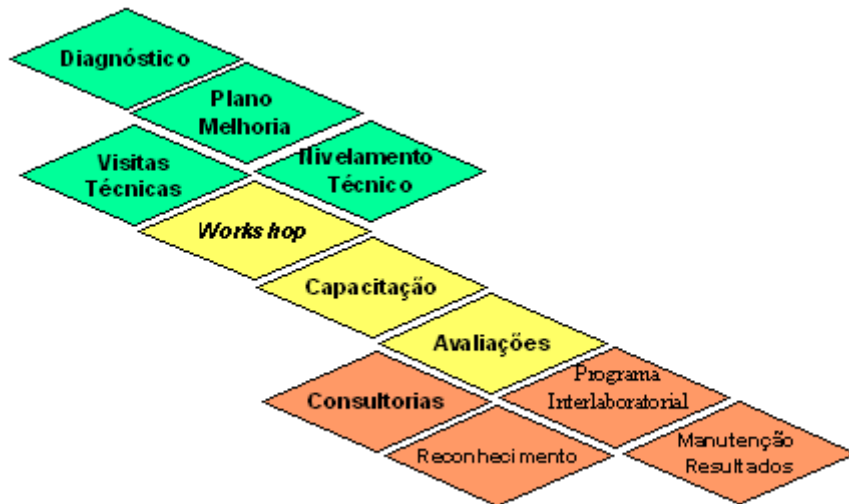 Diagnóstico
Plano
Melhoria
Visitas
Técnicas
Nivelamento
Técnico
Workshop
Capacitação
Avaliações
Consultorias
Programa
Interlaboratorial
Reconhecimento
Manutenção
Resultados